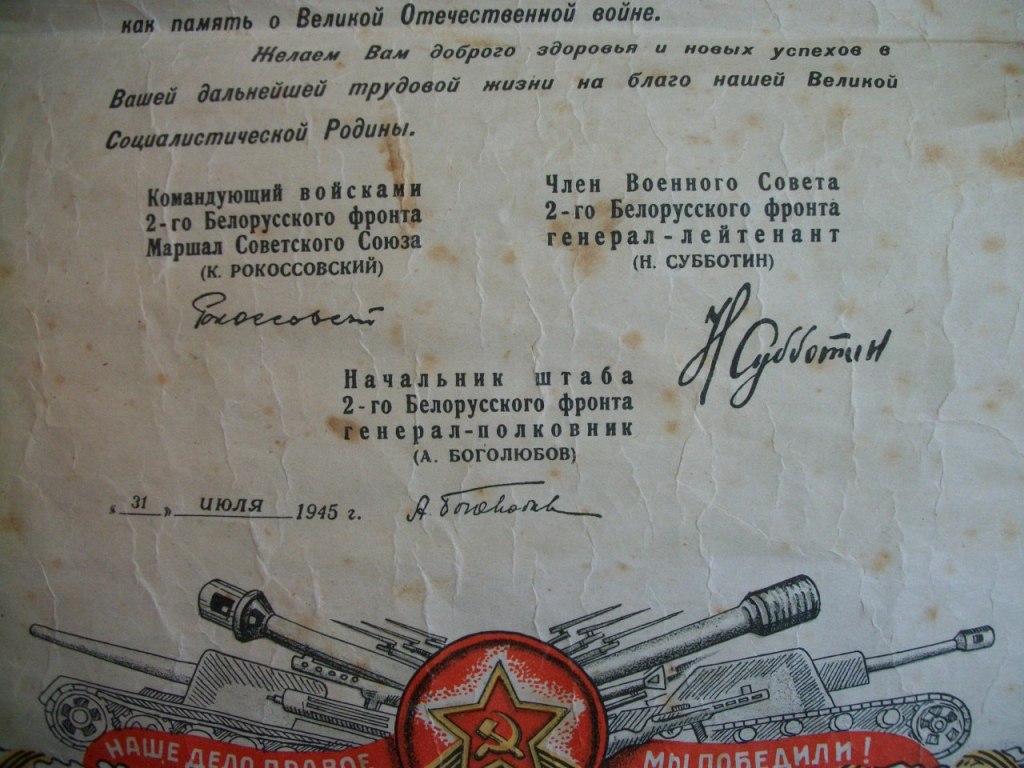 как память о Великой Отечественной войне.
Желаем Вам доброго здоровья и новых успехов в
Вашей дальнейшей трудовой жизни на благо нашей Великой
Социалистической Родины.
Командующий войсками
2-го Белорусского фронта
Маршал Советского Союза
(К. РОКОССОВСКИЙ)
Член Военного Совета
2-го Белорусского фронта
генерал-лейтенант
(Н. СУББОТИН)
Н Субботин
Начальник штаба
2-го Белорусского фронта
генерал-полковник
(А. БОГОЛЮБОВ)
« 31 » июля 1945 г.
НАШЕ ДЕЛО ПРАВОЕ
МЫ ПОБЕДИЛИ!